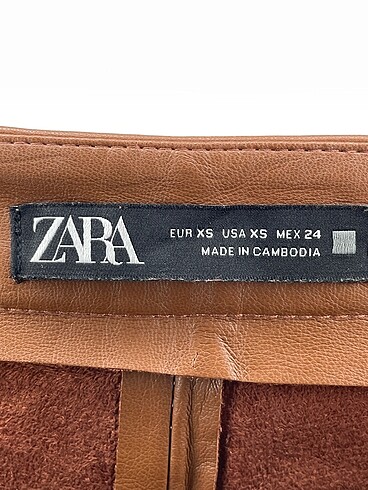 ZARA
EUR XS USA XS MEX 24
MADE IN CAMBODIA